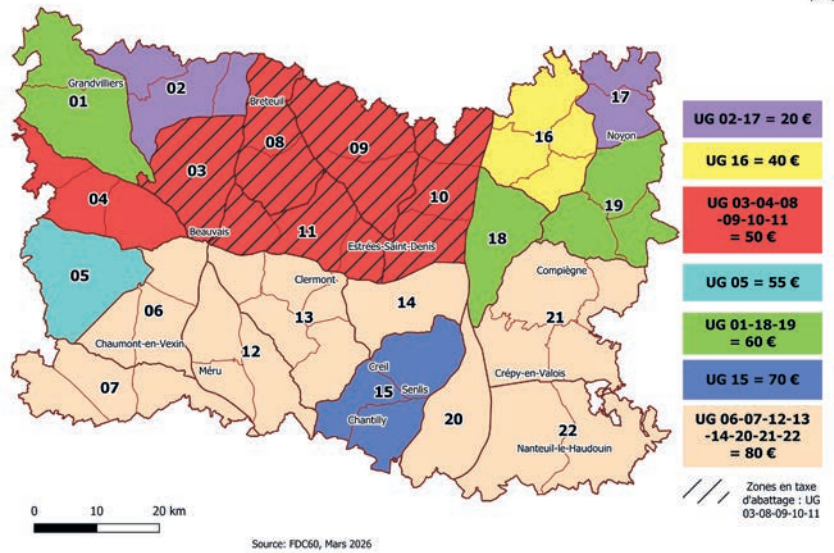 Grandvilliers
01
02
Breteuil
08
03
09
10
04
11
Beauvais
Estrées-Saint-Denis
16
17
Noyon
19
18
05
Clermont
14
Compiègne
21
06
13
Chaumont-en-Vexin
Méru
12
07
Creil
15
Senlis
Chantilly
20
Crépy-en-Valois
22
Nanteuil-le-Haudouin
UG 02-17 = 20 €
UG 16 = 40 €
UG 03-04-08
-09-10-11
= 50 €
UG 05 = 55 €
UG 01-18-19
= 60 €
UG 15 = 70 €
UG 06-07-12-13
-14-20-21-22
= 80 €
Zones en taxe
d'abattage : UG
03-08-09-10-11
0 10 20 km
Source: FDC60, Mars 2026